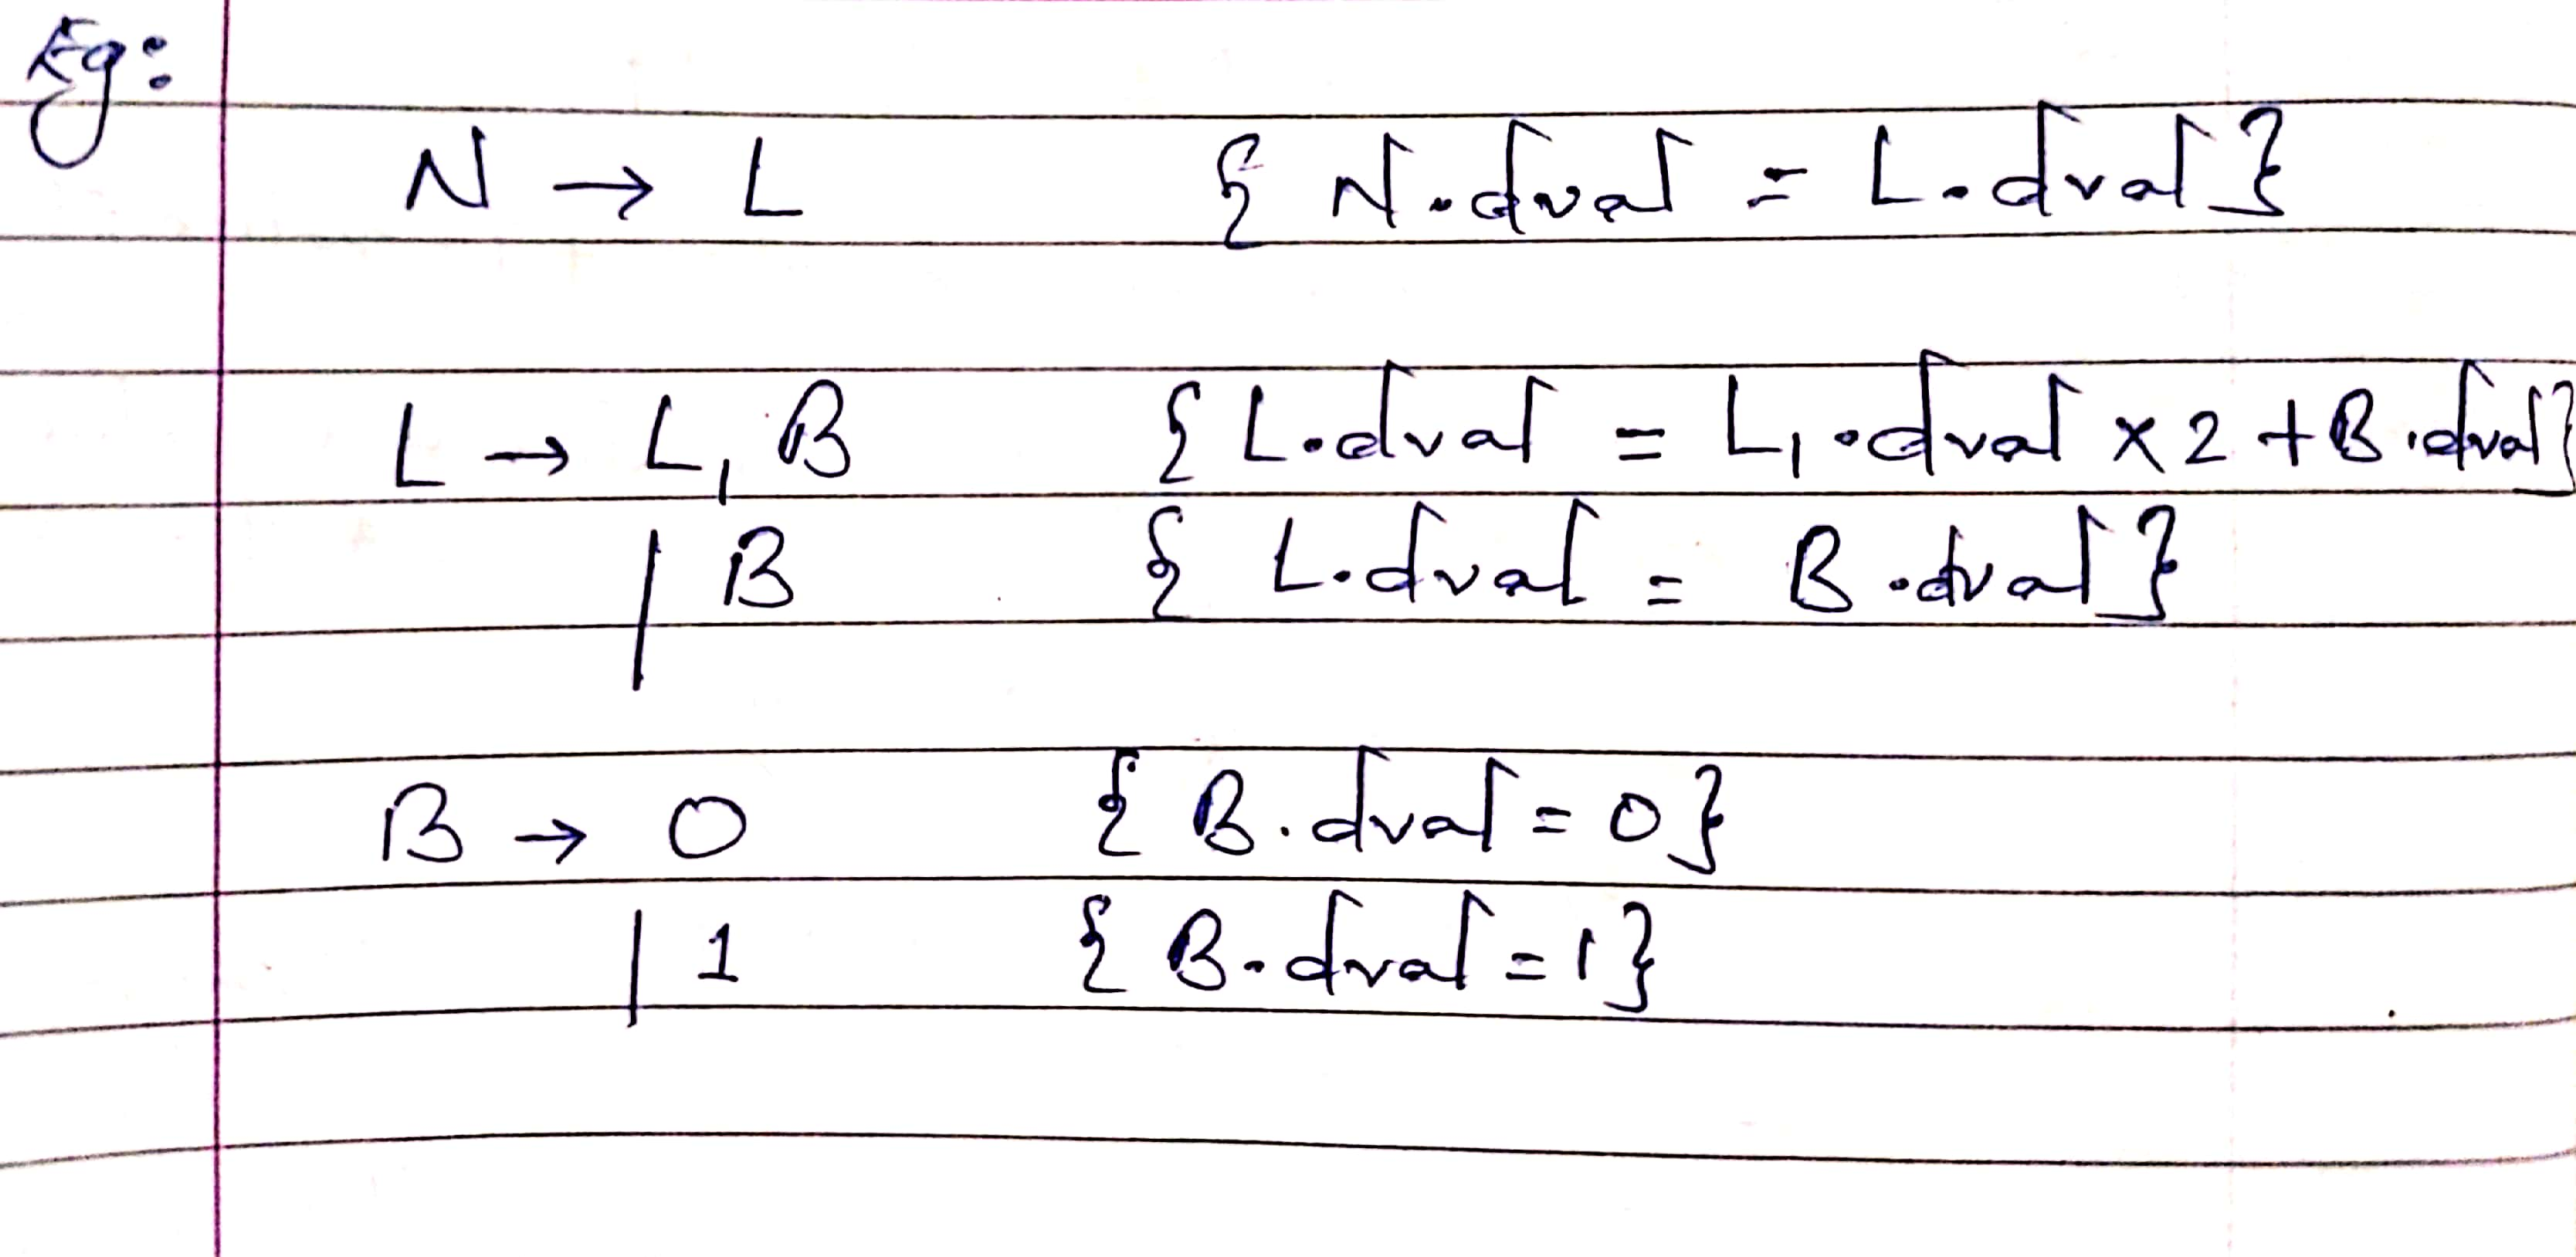 Eg:
N → L { N.dval = L.dval }
L → L₁ B { L.dval = L₁.dval × 2 + B.dval }
| B { L.dval = B.dval }
B → 0 { B.dval = 0 }
| 1 { B.dval = 1 }